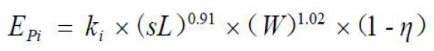 E_{Pi} = k_i × (sL)^{0.91} × (W)^{1.02} × (1 - η)